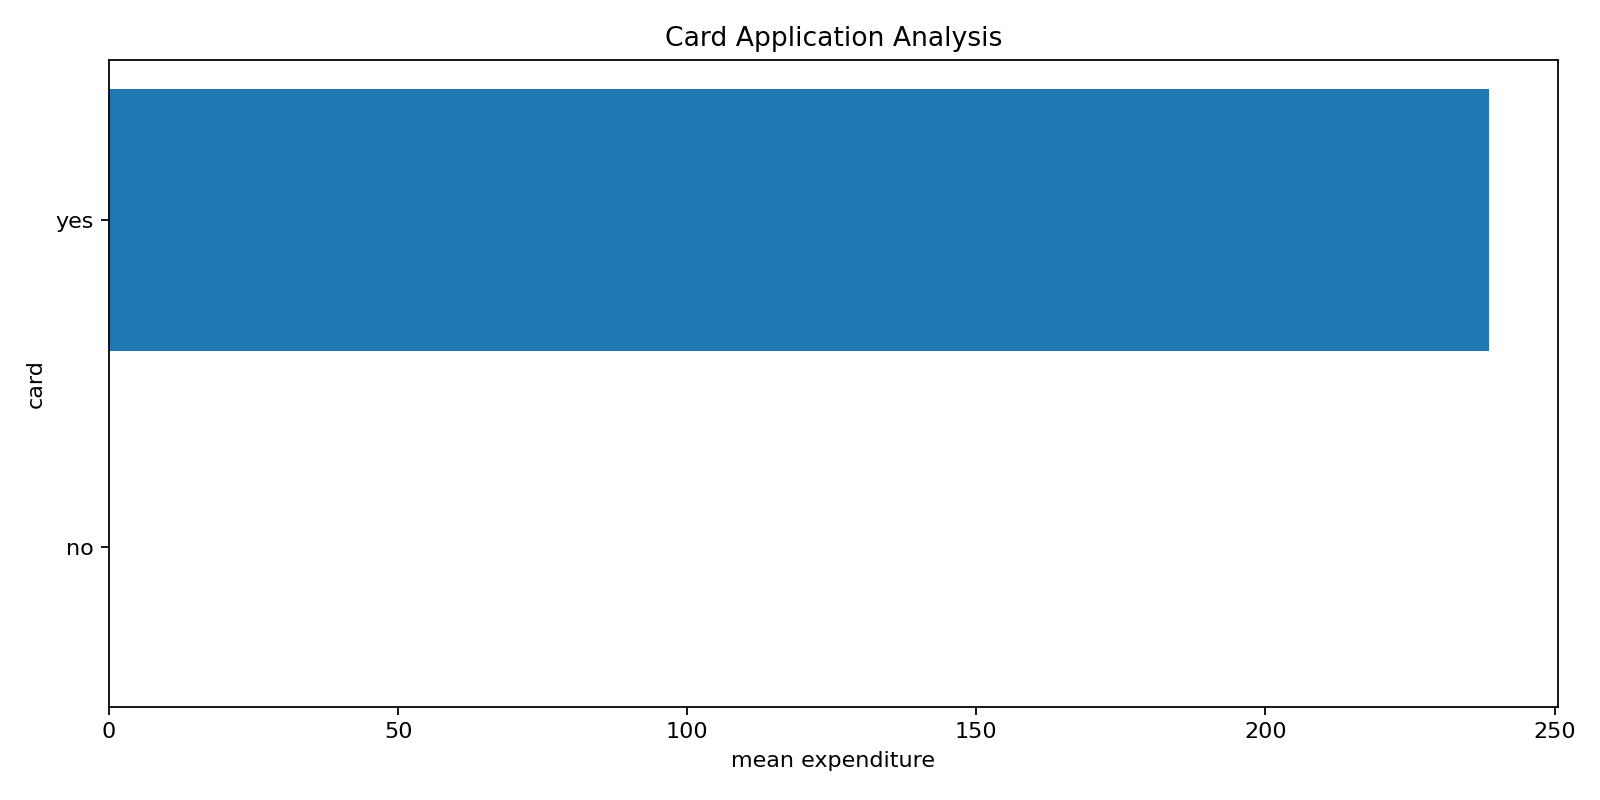 Card Application Analysis
yes
card
no
0 50 100 150 200 250
mean expenditure